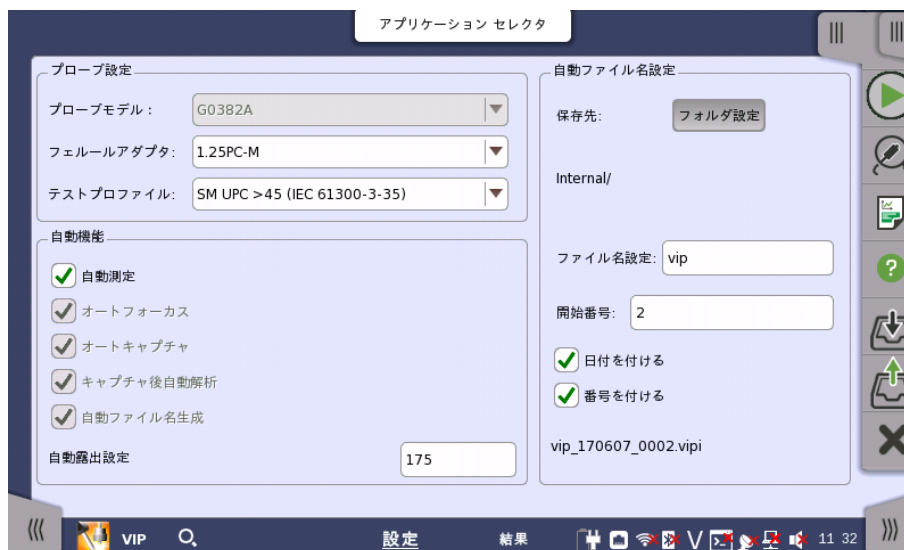 アプリケーション セレクタ
プローブ設定
プローブモデル :
G0382A
フェルールアダプタ:
1.25PC-M
テストプロファイル:
SM UPC >45 (IEC 61300-3-35)
自動機能
自動測定
オートフォーカス
オートキャプチャ
キャプチャ後自動解析
自動ファイル名生成
自動露出設定
175
自動ファイル名設定
保存先:
フォルダ設定
Internal/
ファイル名設定:
vip
開始番号:
2
日付を付ける
番号を付ける
vip_170607_0002.vipi
VIP
設定
結果
11 32